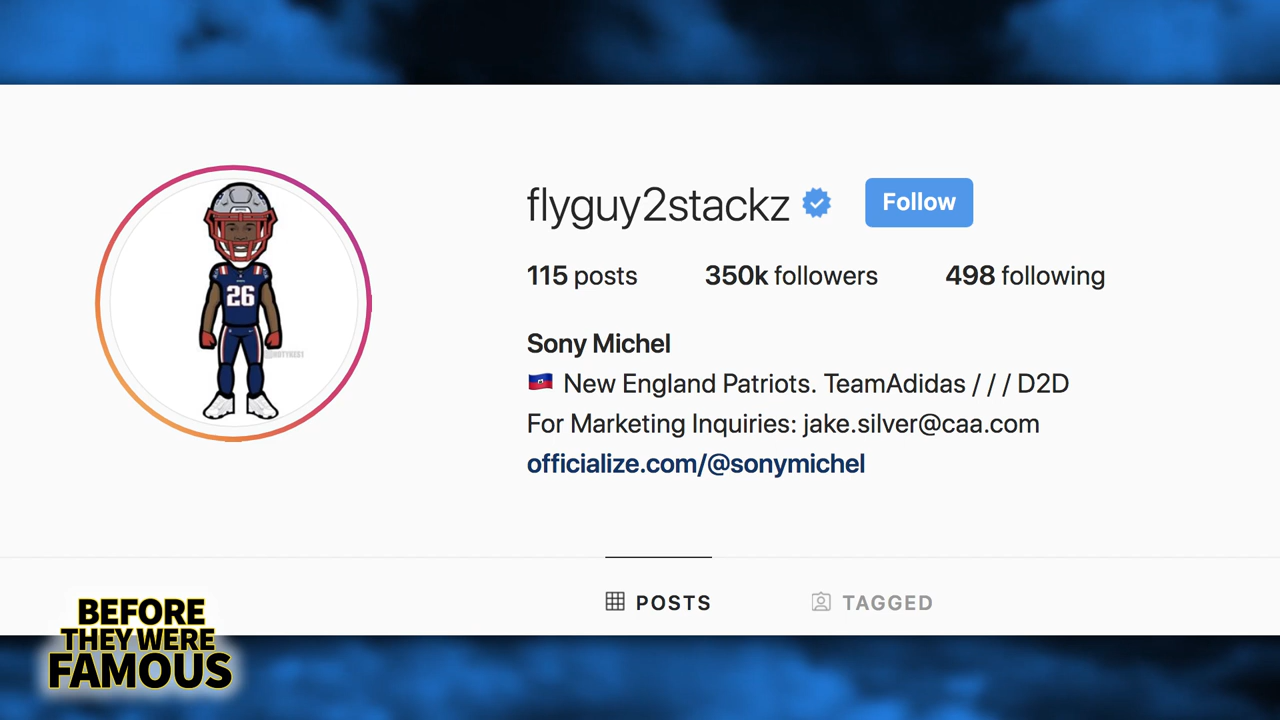 flyguy2stackz Follow
115 posts 350k followers 498 following
Sony Michel
🇭🇹 New England Patriots. TeamAdidas / / / D2D
For Marketing Inquiries: jake.silver@caa.com
officialize.com/@sonymichel
26
POSTS TAGGED
BEFORE
THEY WERE
FAMOUS